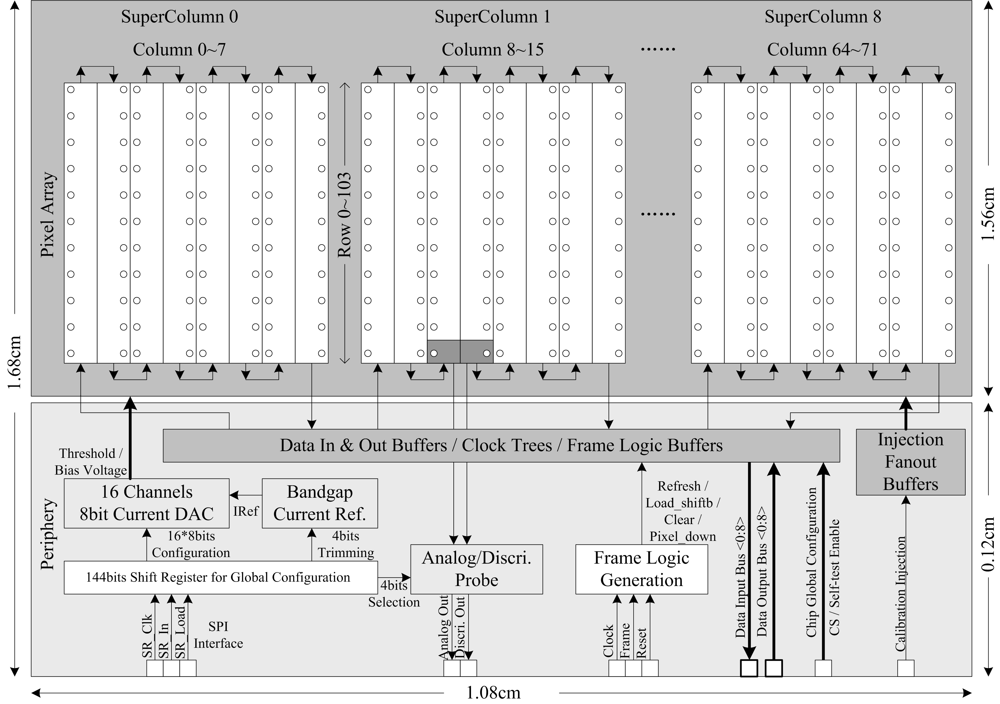 SuperColumn 0
SuperColumn 1
SuperColumn 8
Column 0~7
Column 8~15
......
Column 64~71
Pixel Array
Row 0~103
......
1.68cm
1.56cm
Data In & Out Buffers / Clock Trees / Frame Logic Buffers
Injection
Fanout
Buffers
Threshold /
Bias Voltage
16 Channels
8bit Current DAC
IRef
Bandgap
Current Ref.
Refresh /
Load_shiftb /
Clear /
Pixel_down
Periphery
16*8bits
Configuration
4bits
Trimming
144bits Shift Register for Global Configuration
4bits
Selection
Analog/Discri.
Probe
Frame Logic
Generation
Data Input Bus <0:8>
Data Output Bus <0:8>
Chip Global Configuration
CS / Self-test Enable
Calibration Injection
0.12cm
SR_Clk
SR_In
SR_Load
SPI
Interface
Analog Out
Discri. Out
Clock
Frame
Reset
1.08cm